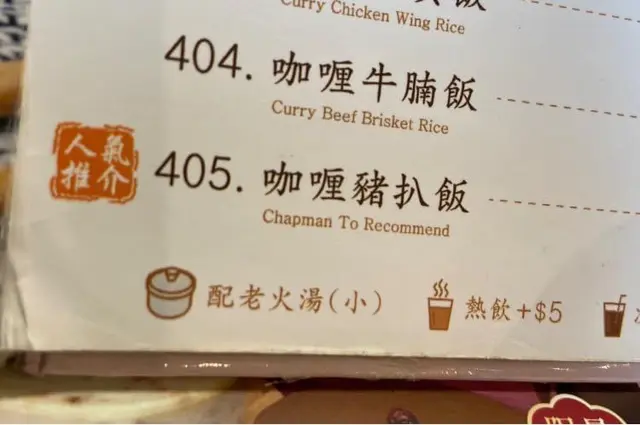 Curry Chicken Wing Rice
404. 咖喱牛腩飯
Curry Beef Brisket Rice
人氣
推介
405. 咖喱豬扒飯
Chapman To Recommend
配老火湯(小)
熱飲+$5